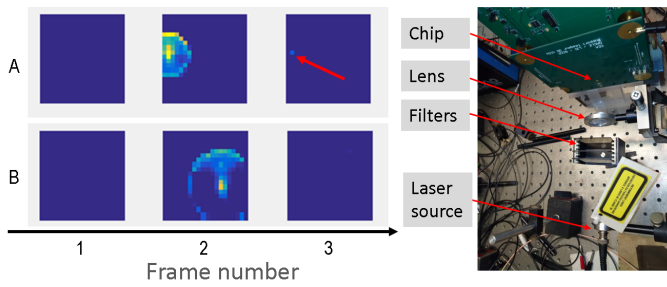 A
B
1 2 3
Frame number
Chip
Lens
Filters
Laser
source